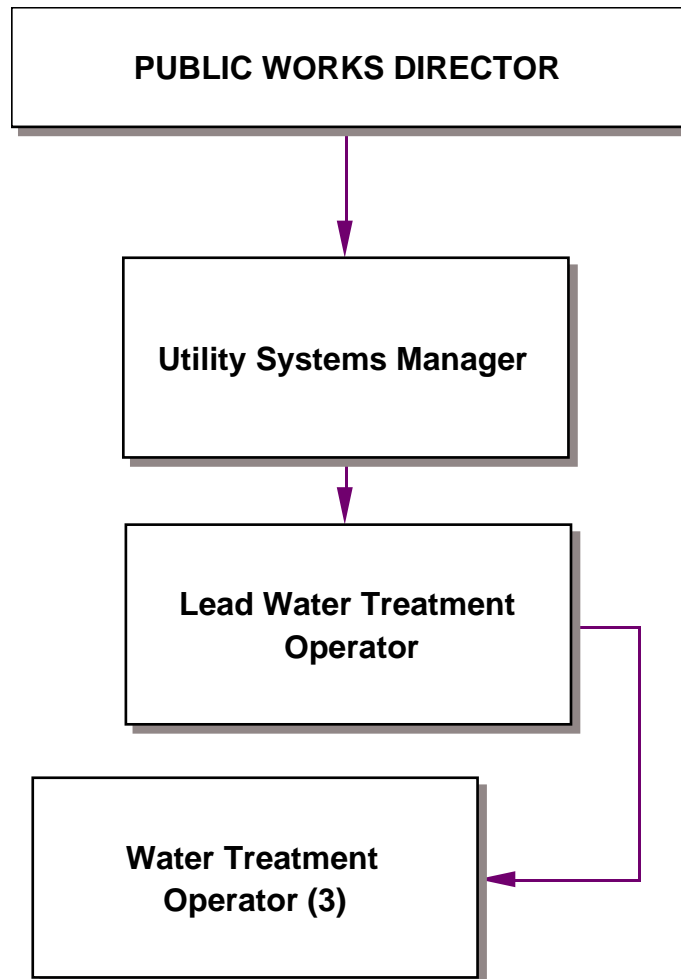 PUBLIC WORKS DIRECTOR
Utility Systems Manager
Lead Water Treatment
Operator
Water Treatment
Operator (3)